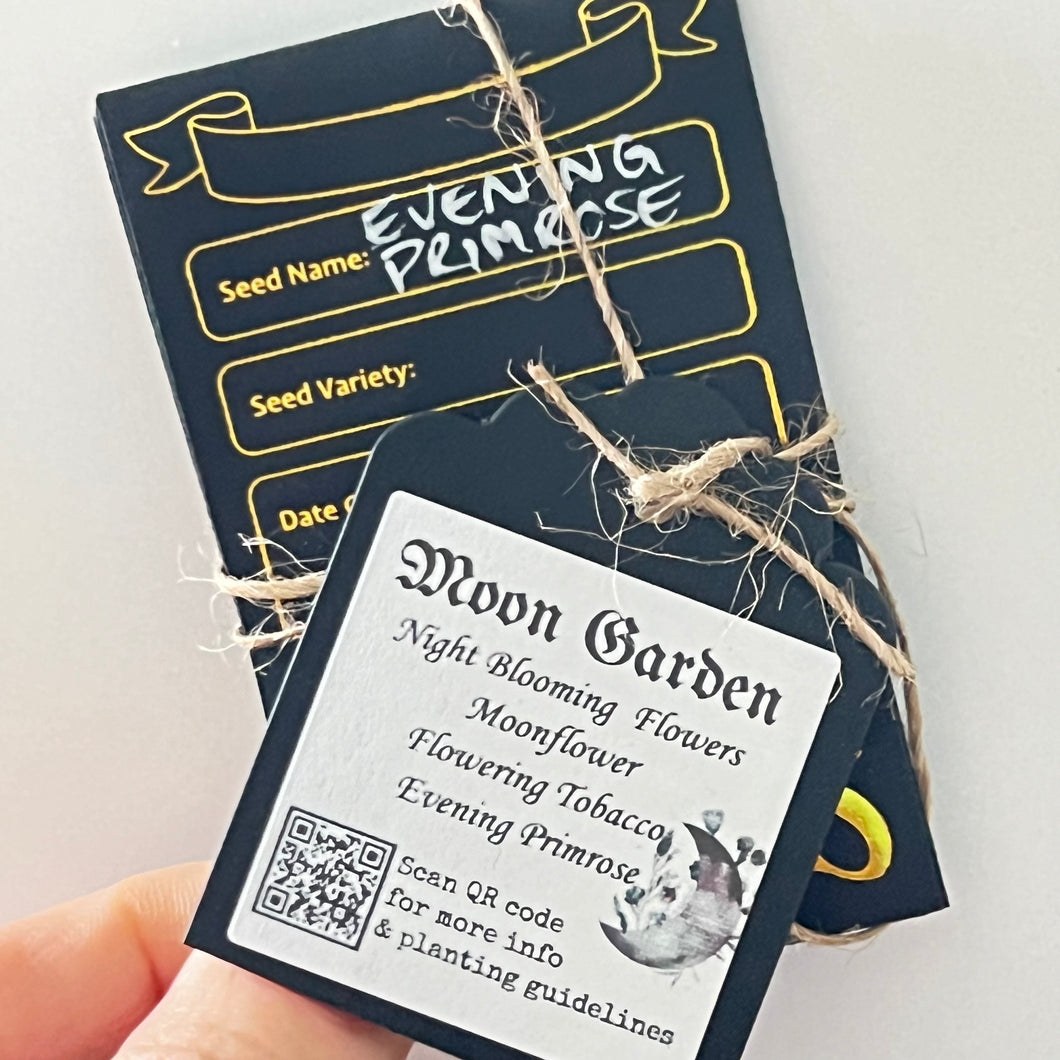 Seed Name: EVENING
PRIMROSE
Seed Variety:
Date
Moon Garden
Night Blooming Flowers
Moonflower
Flowering Tobacco
Evening Primrose
Scan QR code
for more info
& planting guidelines